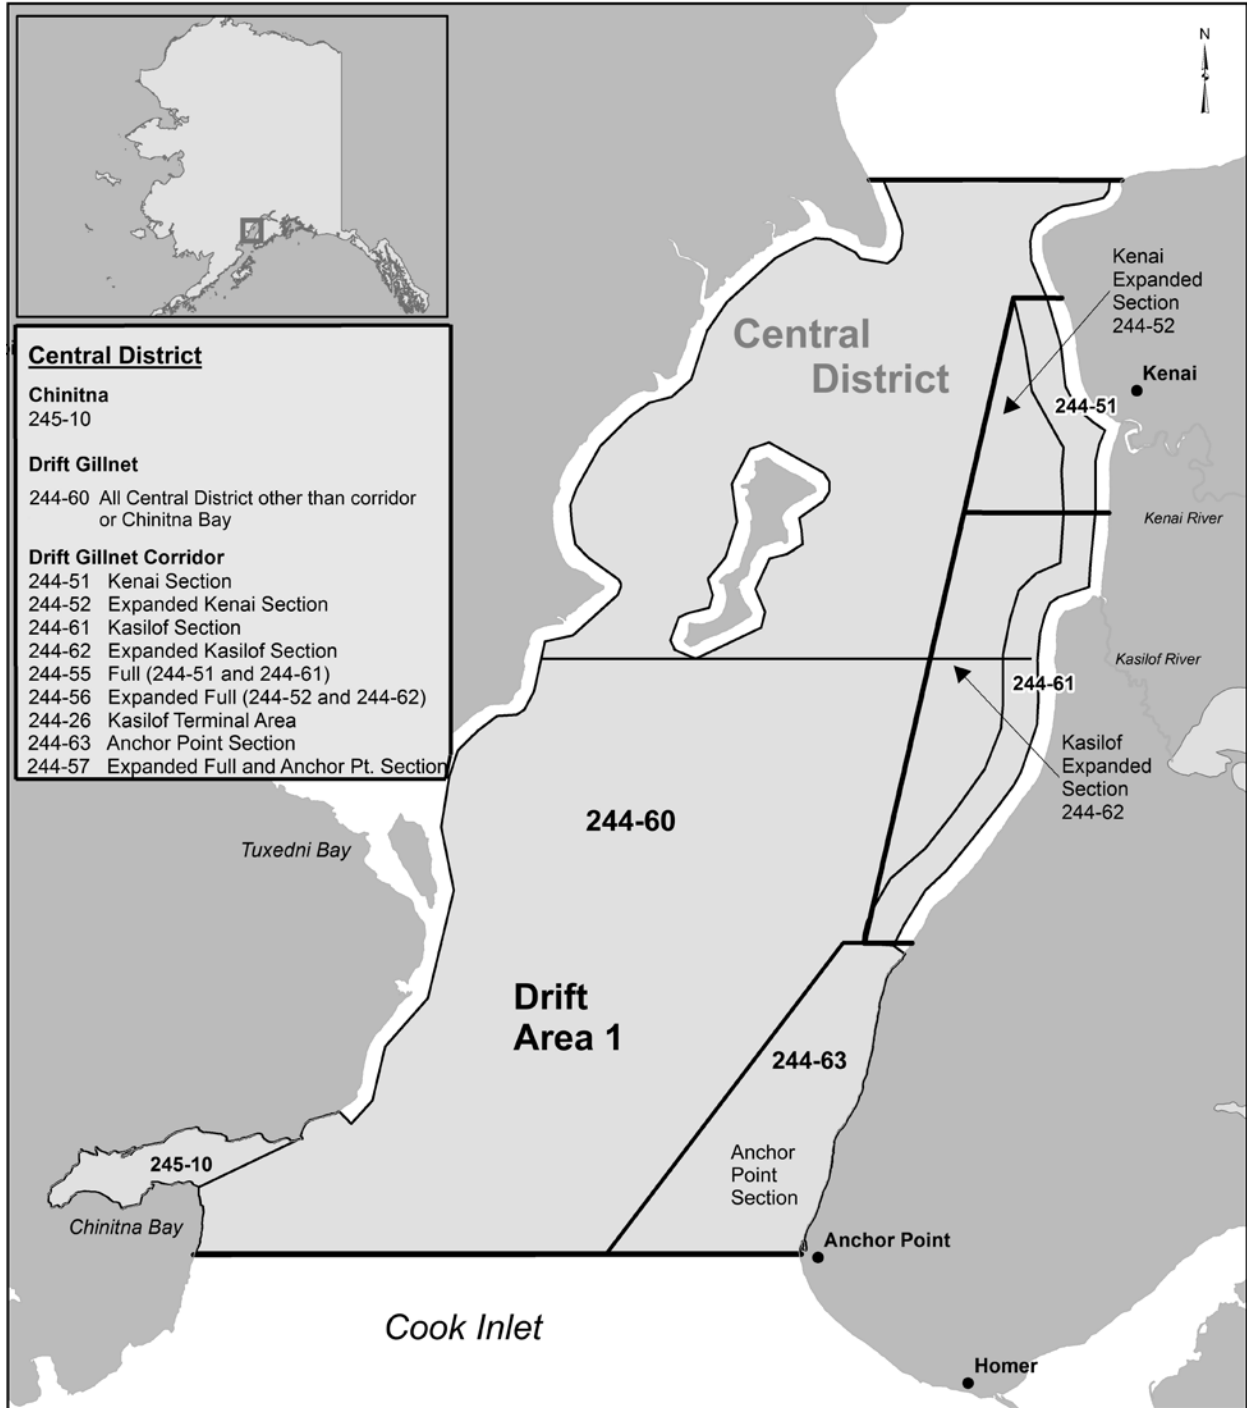 N
Central District
Chinitna
245-10
Drift Gillnet
244-60 All Central District other than corridor
or Chinitna Bay
Drift Gillnet Corridor
244-51 Kenai Section
244-52 Expanded Kenai Section
244-61 Kasilof Section
244-62 Expanded Kasilof Section
244-55 Full (244-51 and 244-61)
244-56 Expanded Full (244-52 and 244-62)
244-26 Kasilof Terminal Area
244-63 Anchor Point Section
244-57 Expanded Full and Anchor Pt. Section
Kenai
Expanded
Section
244-52
Central
District
Kenai
244-51
Kenai River
Kasilof River
244-61
Kasilof
Expanded
Section
244-62
244-60
Tuxedni Bay
Drift
Area 1
244-63
Anchor
Point
Section
245-10
Chinitna Bay
Anchor Point
Cook Inlet
Homer